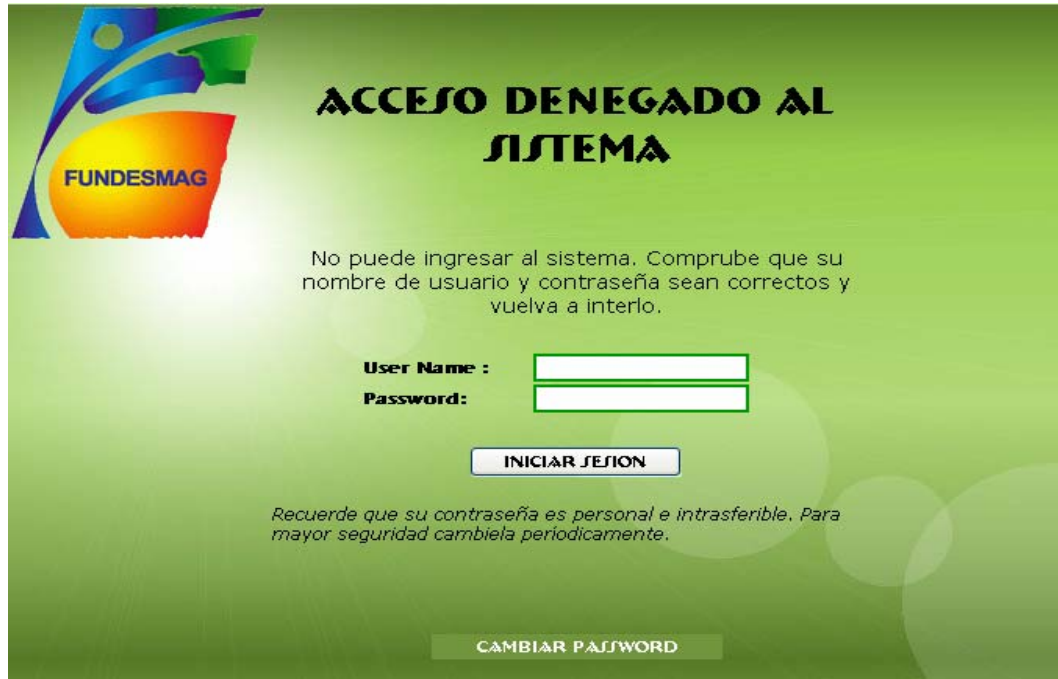 FUNDESMAG
ACCESO DENEGADO AL
SISTEMA
No puede ingresar al sistema. Comprube que su
nombre de usuario y contraseña sean correctos y
vuelva a interlo.
User Name :
Password:
INICIAR SESION
Recuerde que su contraseña es personal e intrasferible. Para
mayor seguridad cambiela períodicamente.
CAMBIAR PASSWORD